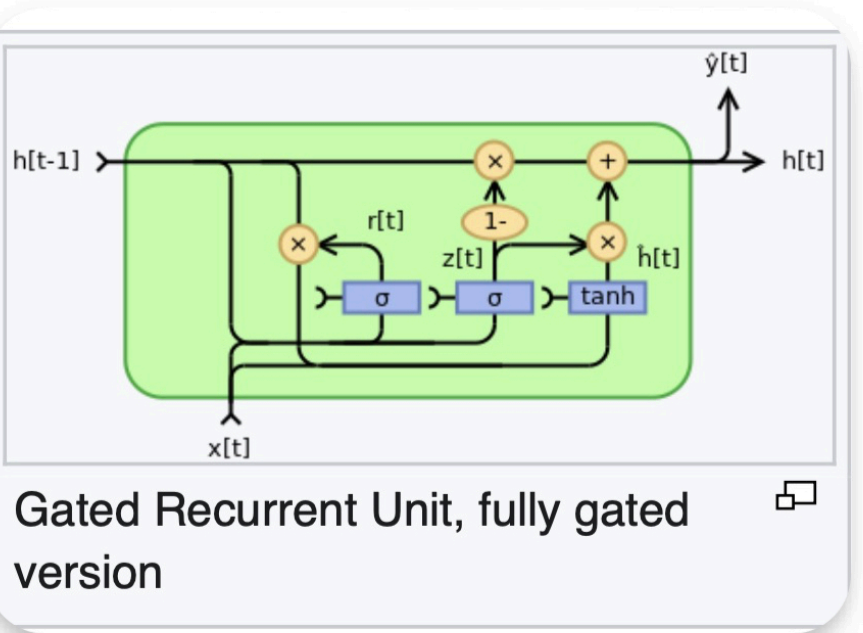 ŷ[t]
h[t-1]
×
+
h[t]
r[t]
1-
×
z[t]
×
ĥ[t]
σ
σ
tanh
x[t]
Gated Recurrent Unit, fully gated
version